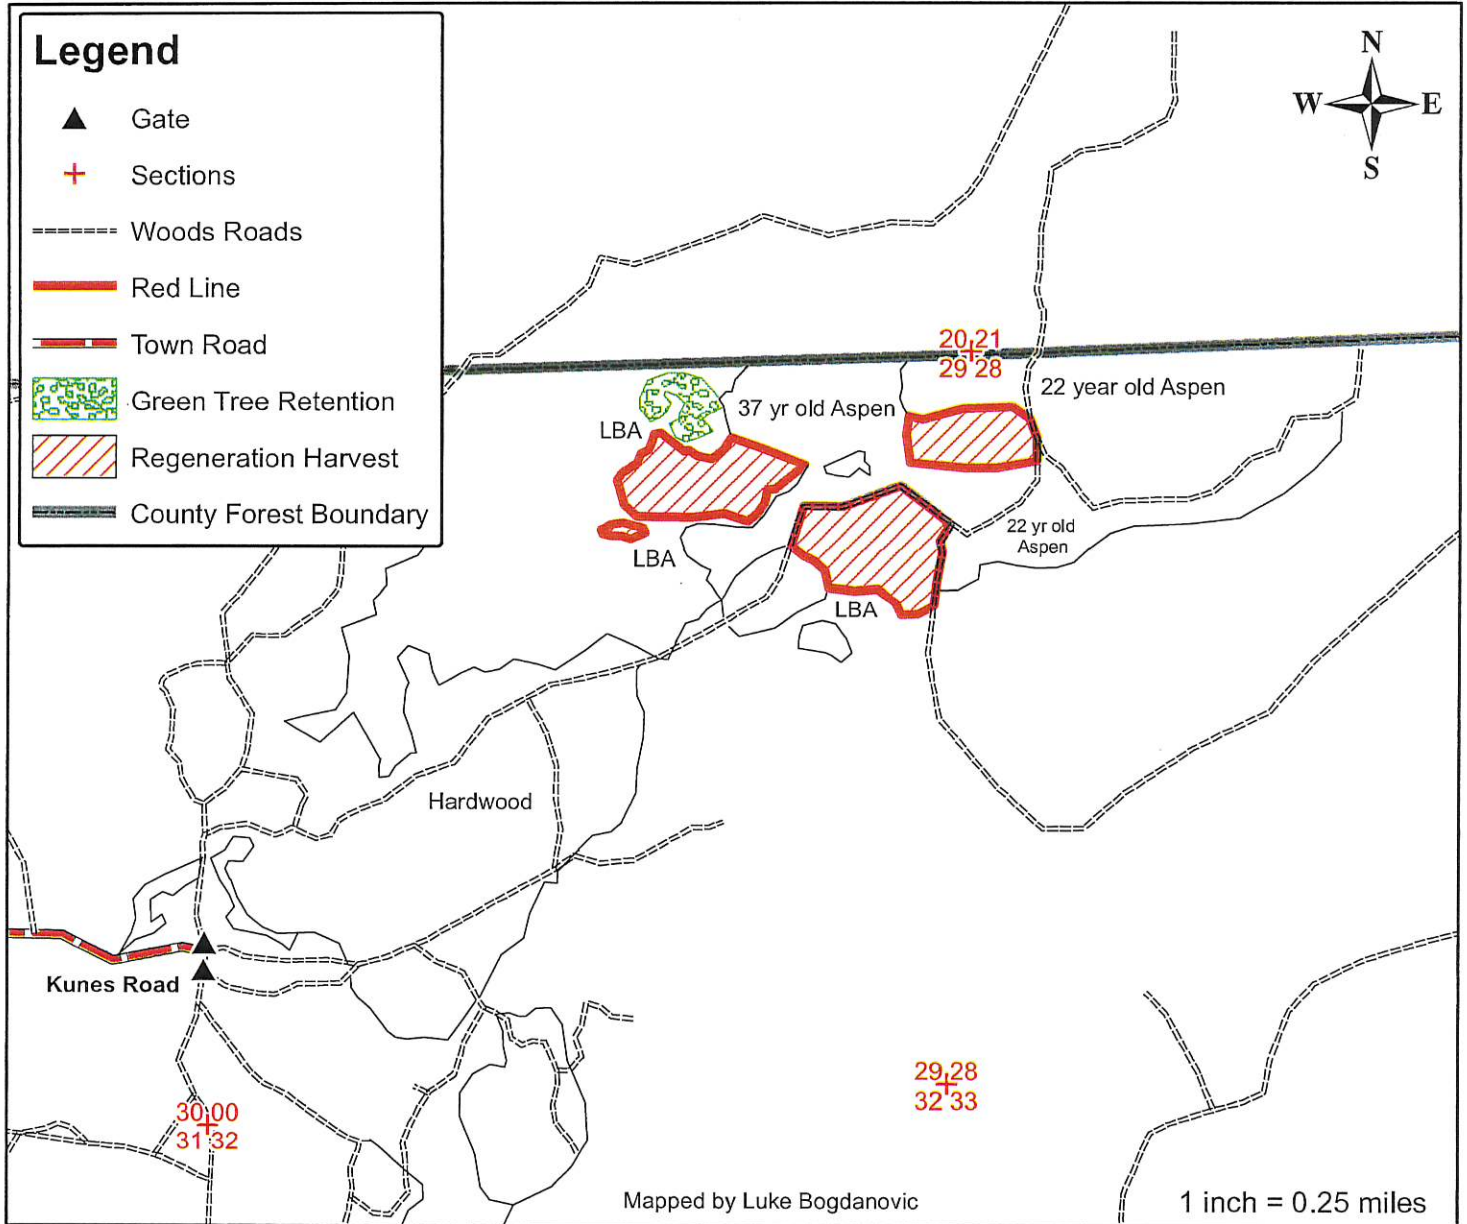 Legend
Gate
Sections
Woods Roads
Red Line
Town Road
Green Tree Retention
Regeneration Harvest
County Forest Boundary
N
W E
S
20 21
29 28
22 year old Aspen
37 yr old Aspen
LBA
22 yr old
Aspen
LBA
LBA
Hardwood
Kunes Road
29 28
32 33
30 00
31 32
Mapped by Luke Bogdanovic
1 inch = 0.25 miles